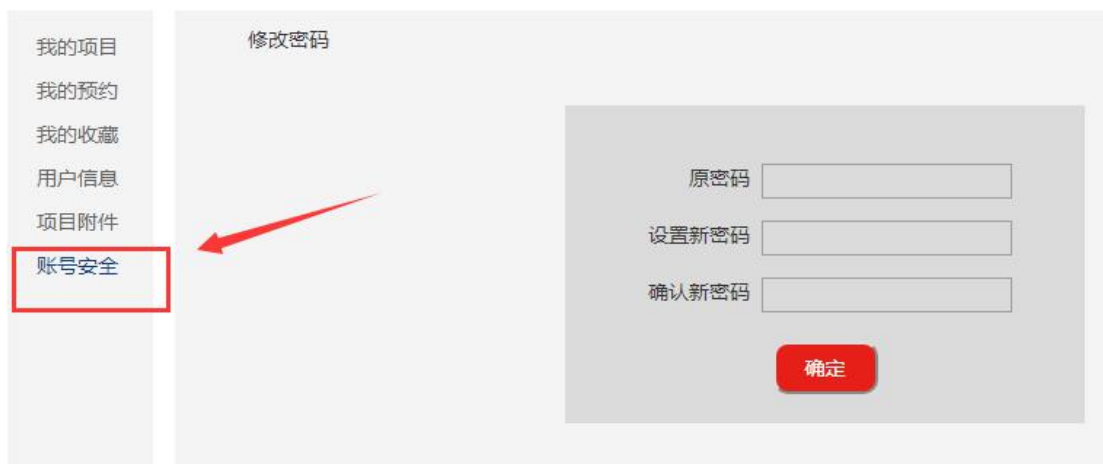 我的项目
我的预约
我的收藏
用户信息
项目附件
账号安全
修改密码
原密码
设置新密码
确认新密码
确定